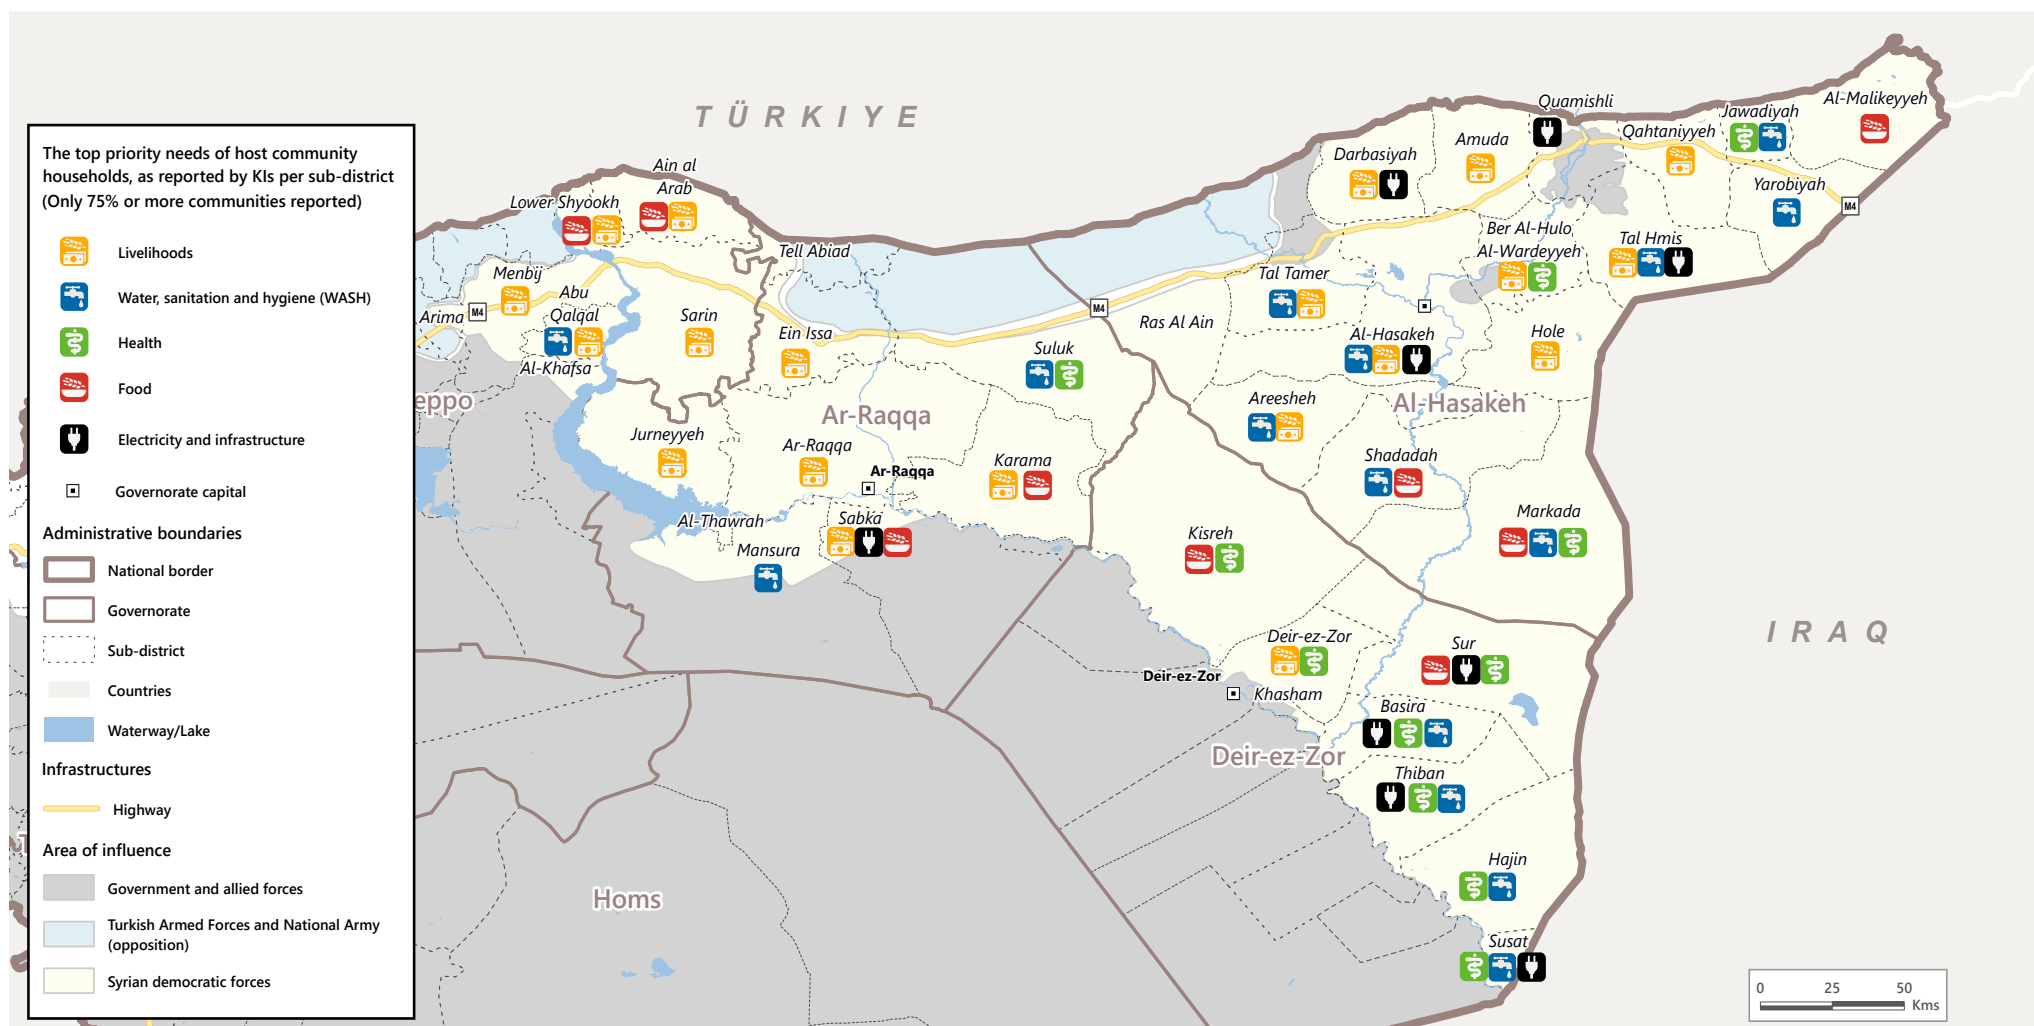 The top priority needs of host community
households, as reported by KIs per sub-district
(Only 75% or more communities reported)
Livelihoods
Water, sanitation and hygiene (WASH)
Health
Food
Electricity and infrastructure
Governorate capital
Administrative boundaries
National border
Governorate
Sub-district
Countries
Waterway/Lake
Infrastructures
Highway
Area of influence
Government and allied forces
Turkish Armed Forces and National Army
(opposition)
Syrian democratic forces
TÜRKIYE
IRAQ
Quamishli
Al-Malikeyyeh
Jawadiyah
Qahtaniyyeh
Amuda
Darbasiyah
Yarobiyah
M4
Ain al
Arab
Lower Shyookh
Tell Abiad
Ber Al-Hulo
Al-Wardeyyeh
Tal Hmis
Menbij
Tal Tamer
Abu
Qalqal
Arima
M4
Sarin
Ein Issa
M4
Ras Al Ain
Al-Hasakeh
Hole
Suluk
Al-Khafsa
eppo
Ar-Raqqa
Areesheh
Al-Hasakeh
Jurneyyeh
Ar-Raqqa
Ar-Raqqa
Karama
Shadadah
Al-Thawrah
Sabka
Mansura
Kisreh
Markada
Deir-ez-Zor
Sur
Deir-ez-Zor
Khasham
Basira
Deir-ez-Zor
Thiban
Homs
Hajin
Susat
0 25 50
Kms